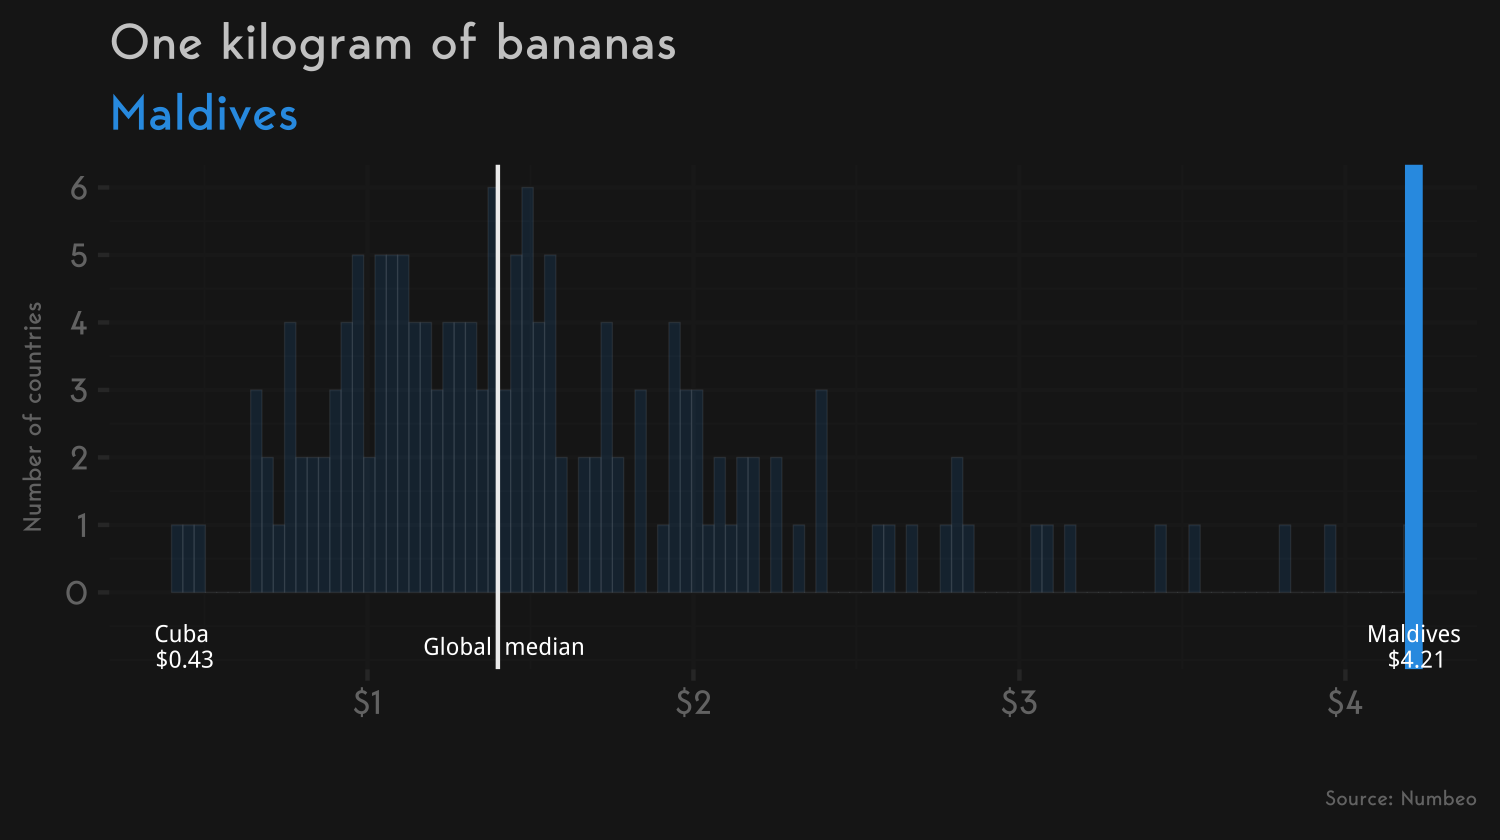 One kilogram of bananas
Maldives
Number of countries
6
5
4
3
2
1
0
Cuba
$0.43
Global median
Maldives
$4.21
$1 $2 $3 $4
Source: Numbeo